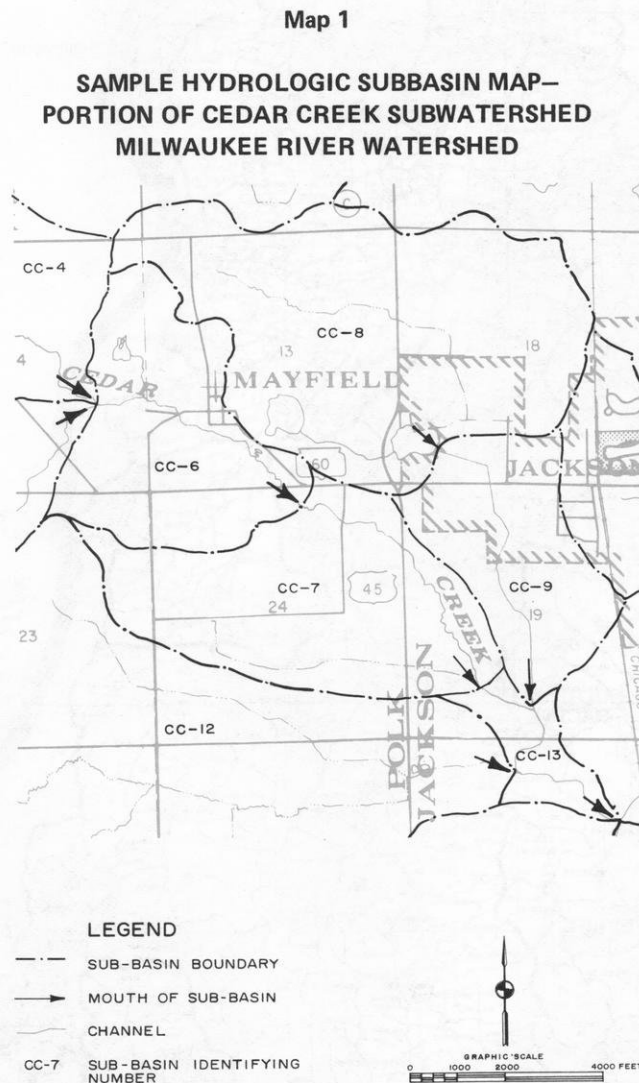 Map 1
SAMPLE HYDROLOGIC SUBBASIN MAP—
PORTION OF CEDAR CREEK SUBWATERSHED
MILWAUKEE RIVER WATERSHED
C
CC-4
CC-8
4
13
18
CEDAR
MAYFIELD
CC-6
60
JACKSON
CC-7
45
CC-9
24
CREEK
19
23
CHICAGO
CC-12
POLK
JACKSON
CC-13
LEGEND
SUB-BASIN BOUNDARY
MOUTH OF SUB-BASIN
CHANNEL
CC-7 SUB-BASIN IDENTIFYING
NUMBER
GRAPHIC SCALE
0 1000 2000 4000 FEET